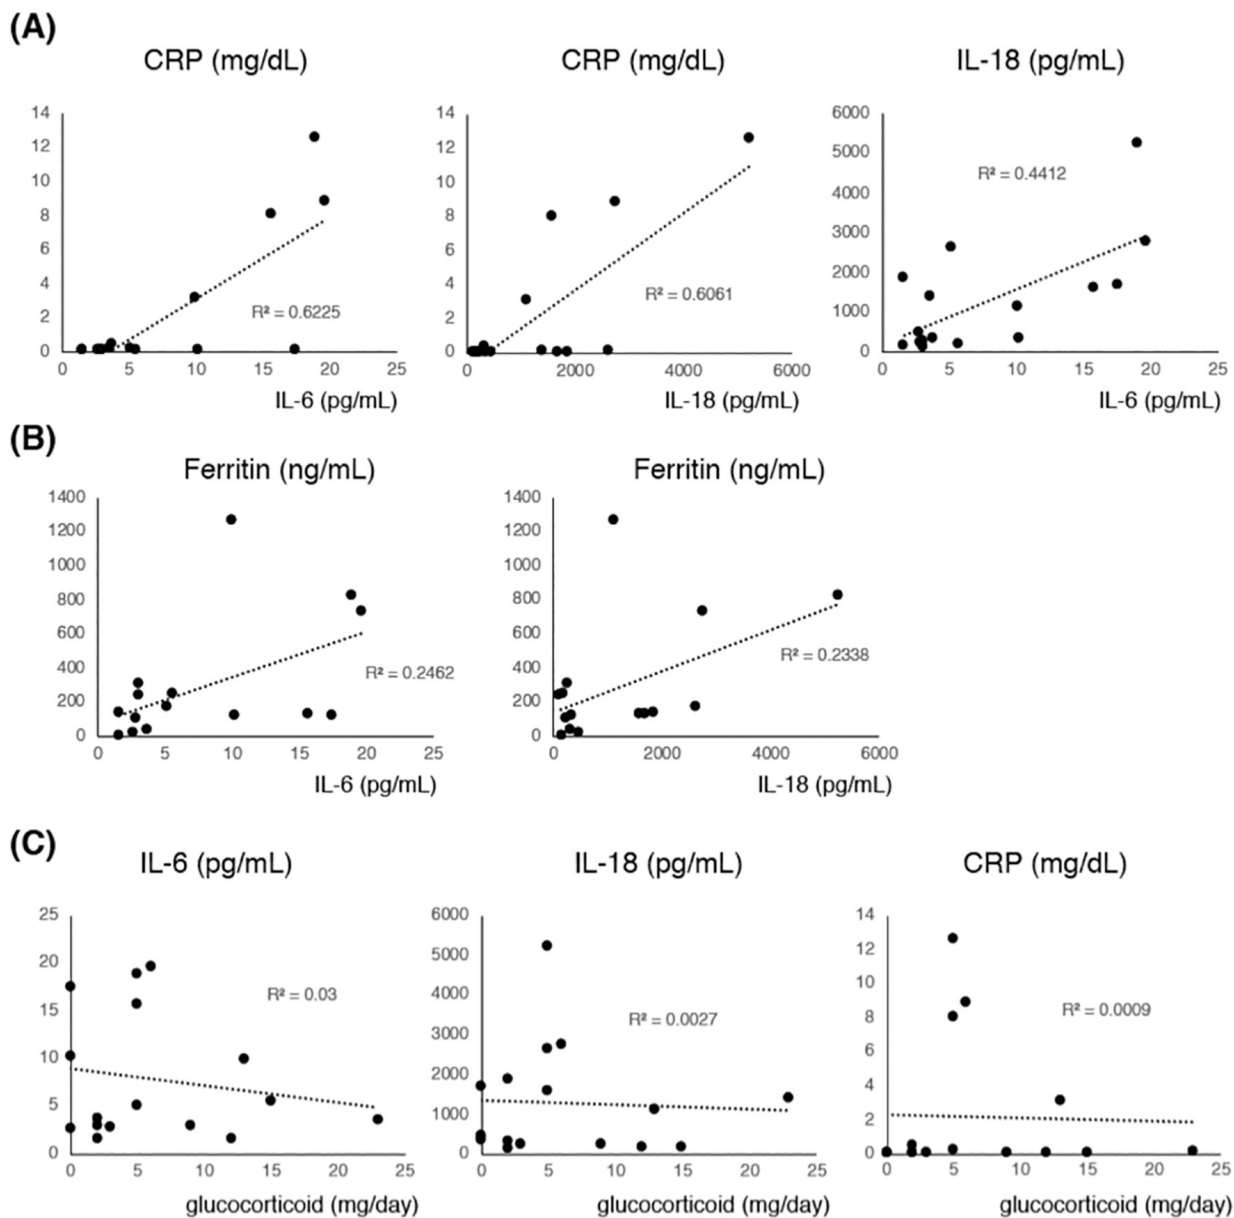 (A)
CRP (mg/dL)
CRP (mg/dL)
IL-18 (pg/mL)
14
12
10
8
6
4
2
0
R² = 0.6225
0 5 10 15 20 25
IL-6 (pg/mL)
14
12
10
8
6
4
2
0
R² = 0.6061
0 2000 4000 6000
IL-18 (pg/mL)
6000
5000
4000
3000
2000
1000
0
R² = 0.4412
0 5 10 15 20 25
IL-6 (pg/mL)
(B)
Ferritin (ng/mL)
Ferritin (ng/mL)
1400
1200
1000
800
600
400
200
0
R² = 0.2462
0 5 10 15 20 25
IL-6 (pg/mL)
1400
1200
1000
800
600
400
200
0
R² = 0.2338
0 2000 4000 6000
IL-18 (pg/mL)
(C)
IL-6 (pg/mL)
IL-18 (pg/mL)
CRP (mg/dL)
25
20
15
10
5
0
R² = 0.03
0 5 10 15 20 25
glucocorticoid (mg/day)
6000
5000
4000
3000
2000
1000
0
R² = 0.0027
0 5 10 15 20 25
glucocorticoid (mg/day)
14
12
10
8
6
4
2
0
R² = 0.0009
0 5 10 15 20 25
glucocorticoid (mg/day)